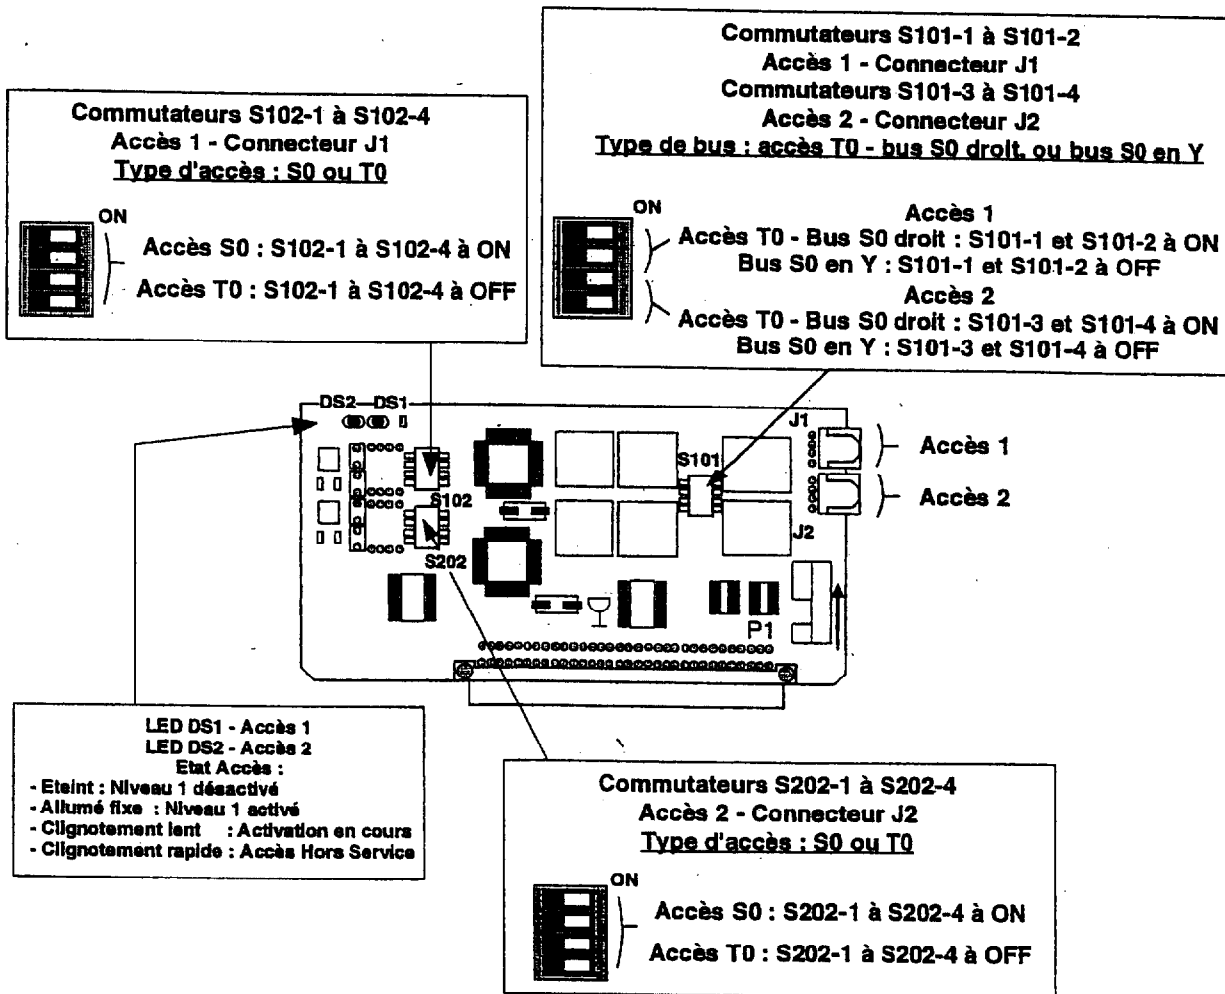 Commutateurs S101-1 à S101-2
Accès 1 - Connecteur J1
Commutateurs S101-3 à S101-4
Accès 2 - Connecteur J2
Type de bus : accès T0 - bus S0 droit, ou bus S0 en Y
ON
Accès 1
Accès T0 - Bus S0 droit : S101-1 et S101-2 à ON
Bus S0 en Y : S101-1 et S101-2 à OFF
Accès 2
Accès T0 - Bus S0 droit : S101-3 et S101-4 à ON
Bus S0 en Y : S101-3 et S101-4 à OFF
Commutateurs S102-1 à S102-4
Accès 1 - Connecteur J1
Type d'accès : S0 ou T0
ON
Accès S0 : S102-1 à S102-4 à ON
Accès T0 : S102-1 à S102-4 à OFF
DS2 DS1
J1
Accès 1
S101
S102
Accès 2
J2
S202
P1
LED DS1 - Accès 1
LED DS2 - Accès 2
Etat Accès :
- Eteint : Niveau 1 désactivé
- Allumé fixe : Niveau 1 activé
- Clignotement lent : Activation en cours
- Clignotement rapide : Accès Hors Service
Commutateurs S202-1 à S202-4
Accès 2 - Connecteur J2
Type d'accès : S0 ou T0
ON
Accès S0 : S202-1 à S202-4 à ON
Accès T0 : S202-1 à S202-4 à OFF